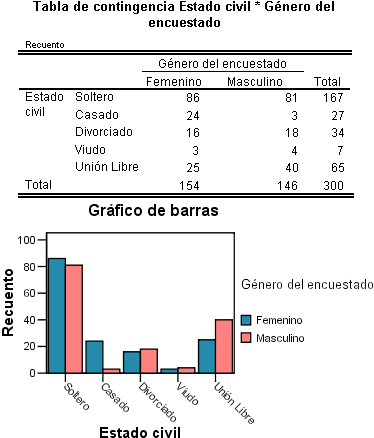 Tabla de contingencia Estado civil * Género del
encuestado
Recuento
Género del encuestado
Femenino Masculino Total
Estado Soltero 86 81 167
civil Casado 24 3 27
Divorciado 16 18 34
Viudo 3 4 7
Unión Libre 25 40 65
Total 154 146 300
Gráfico de barras
Recuento
100
80
60
40
20
0
Soltero
Casado
Divorciado
Viudo
Unión Libre
Estado civil
Género del encuestado
Femenino
Masculino